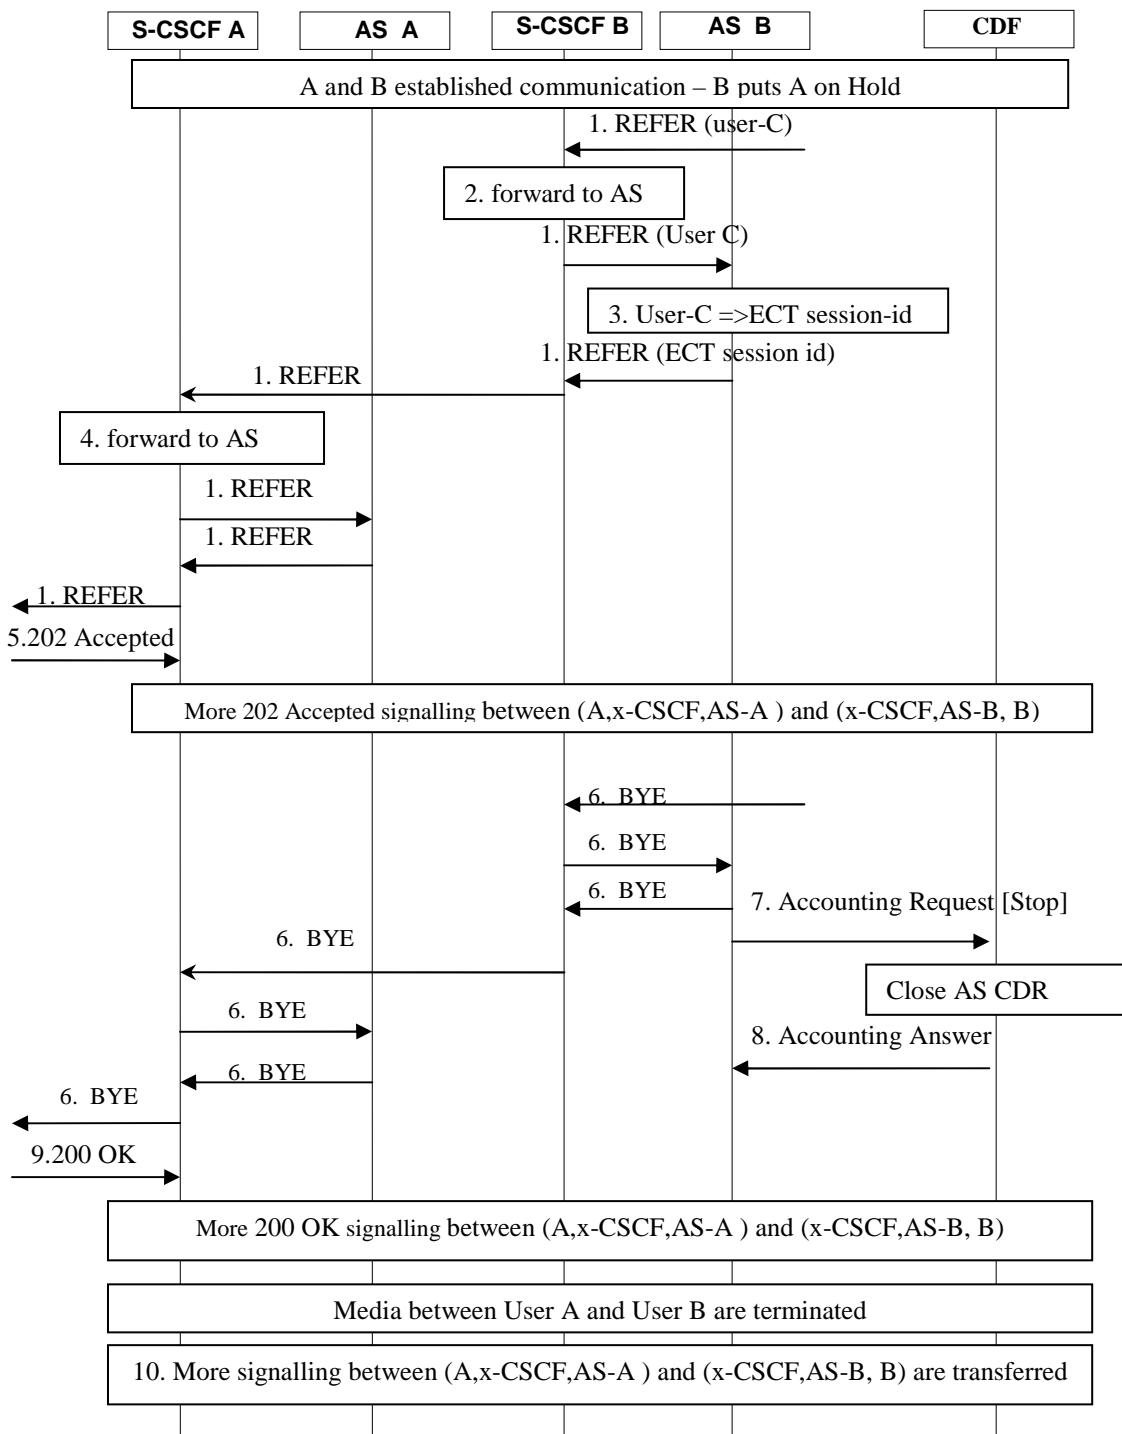 S-CSCF A
AS A
S-CSCF B
AS B
CDF
A and B established communication – B puts A on Hold
1. REFER (user-C)
2. forward to AS
1. REFER (User C)
3. User-C =>ECT session-id
1. REFER (ECT session id)
1. REFER
4. forward to AS
1. REFER
1. REFER
1. REFER
5.202 Accepted
More 202 Accepted signalling between (A,x-CSCF,AS-A ) and (x-CSCF,AS-B, B)
6. BYE
6. BYE
6. BYE
7. Accounting Request [Stop]
6. BYE
Close AS CDR
6. BYE
8. Accounting Answer
6. BYE
6. BYE
9.200 OK
More 200 OK signalling between (A,x-CSCF,AS-A ) and (x-CSCF,AS-B, B)
Media between User A and User B are terminated
10. More signalling between (A,x-CSCF,AS-A ) and (x-CSCF,AS-B, B) are transferred